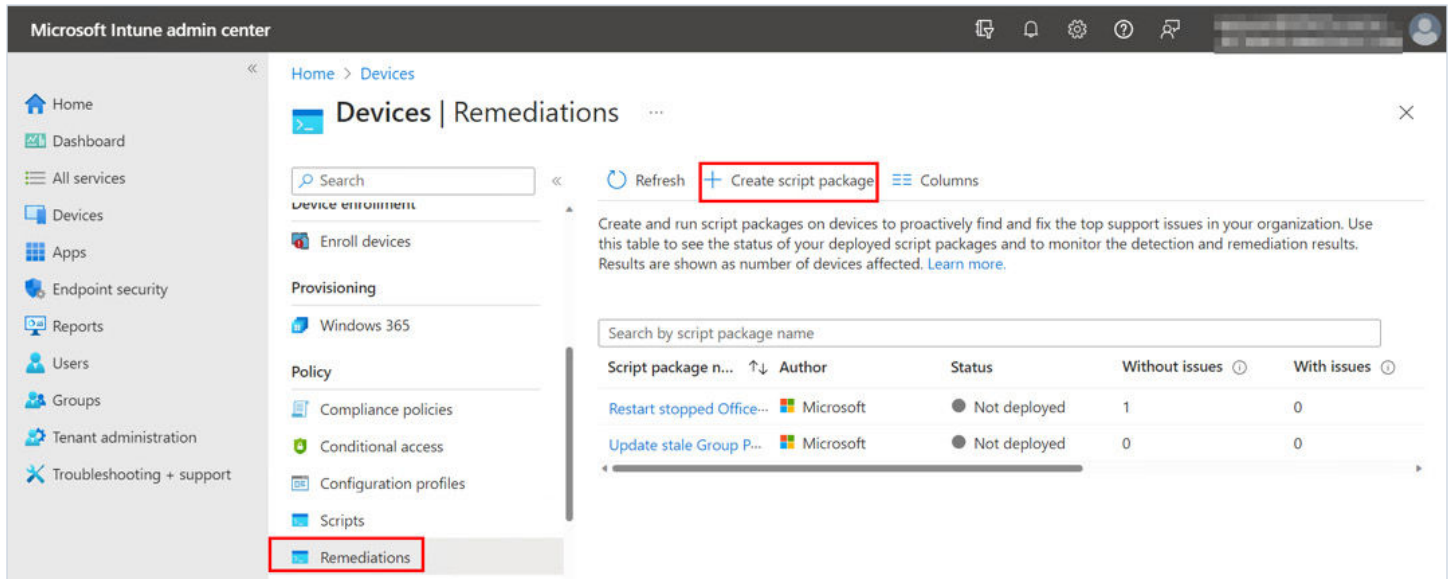 Microsoft Intune admin center
Home
Dashboard
All services
Devices
Apps
Endpoint security
Reports
Users
Groups
Tenant administration
Troubleshooting + support
Home > Devices
Devices | Remediations ...
Search
Device enrollment
Enroll devices
Provisioning
Windows 365
Policy
Compliance policies
Conditional access
Configuration profiles
Scripts
Remediations
Refresh + Create script package Columns
Create and run script packages on devices to proactively find and fix the top support issues in your organization. Use
this table to see the status of your deployed script packages and to monitor the detection and remediation results.
Results are shown as number of devices affected. Learn more.
Search by script package name
Script package n... ↑↓ Author Status Without issues With issues
Restart stopped Office... Microsoft Not deployed 1 0
Update stale Group P... Microsoft Not deployed 0 0